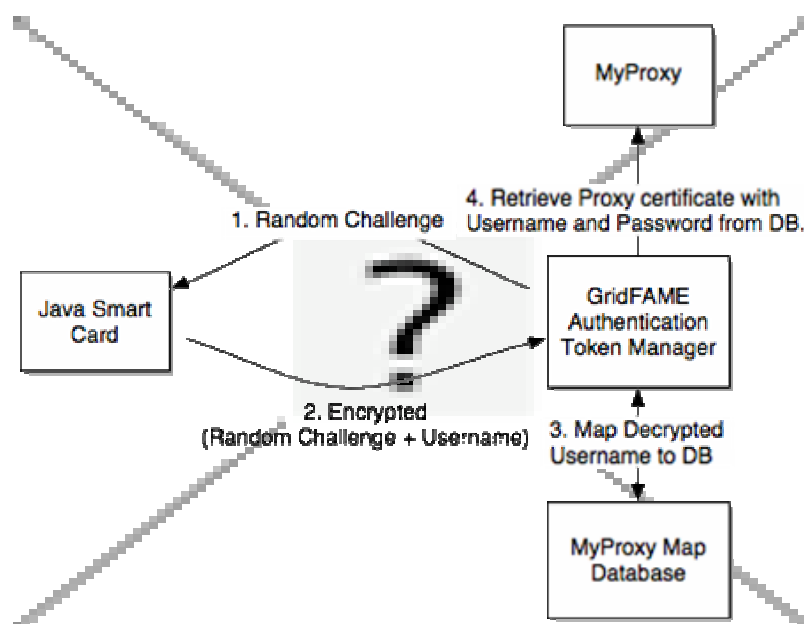 MyProxy
4. Retrieve Proxy certificate with
Username and Password from DB.
1. Random Challenge
?
Java Smart
Card
GridFAME
Authentication
Token Manager
2. Encrypted
(Random Challenge + Username)
3. Map Decrypted
Username to DB
MyProxy Map
Database